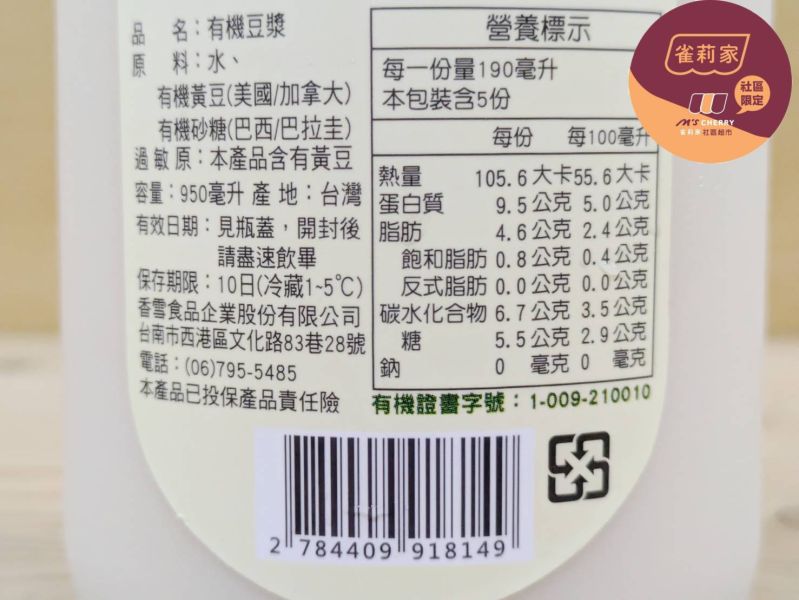 品　名：有機豆漿
原　料：水、
有機黃豆(美國/加拿大)
有機砂糖(巴西/巴拉圭)
過敏原：本產品含有黃豆
容量：950毫升 產地：台灣
有效日期：見瓶蓋，開封後
請盡速飲畢
保存期限：10日(冷藏1~5℃)
香雪食品企業股份有限公司
台南市西港區文化路83巷28號
電話：(06)795-5485
本產品已投保產品責任險
營養標示
每一份量190毫升
本包裝含5份
每份 每100毫升
熱量 105.6大卡 55.6大卡
蛋白質 9.5公克 5.0公克
脂肪 4.6公克 2.4公克
飽和脂肪 0.8公克 0.4公克
反式脂肪 0.0公克 0.0公克
碳水化合物 6.7公克 3.5公克
糖 5.5公克 2.9公克
鈉 0 毫克 0 毫克
有機證書字號：1-009-210010
2 784409 918149
雀莉家
社區
限定
M's CHERRY
雀莉家社區超市